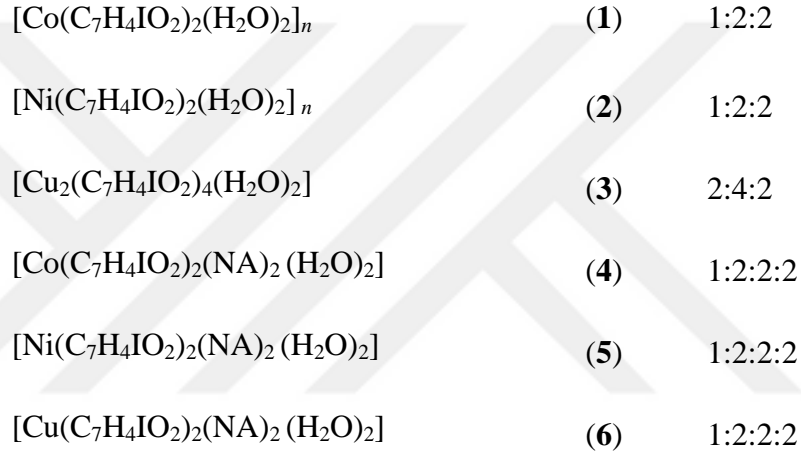 [Co(C₇H₄IO₂)₂(H₂O)₂]ₙ (1) 1:2:2
[Ni(C₇H₄IO₂)₂(H₂O)₂] ₙ (2) 1:2:2
[Cu₂(C₇H₄IO₂)₄(H₂O)₂] (3) 2:4:2
[Co(C₇H₄IO₂)₂(NA)₂ (H₂O)₂] (4) 1:2:2:2
[Ni(C₇H₄IO₂)₂(NA)₂ (H₂O)₂] (5) 1:2:2:2
[Cu(C₇H₄IO₂)₂(NA)₂ (H₂O)₂] (6) 1:2:2:2